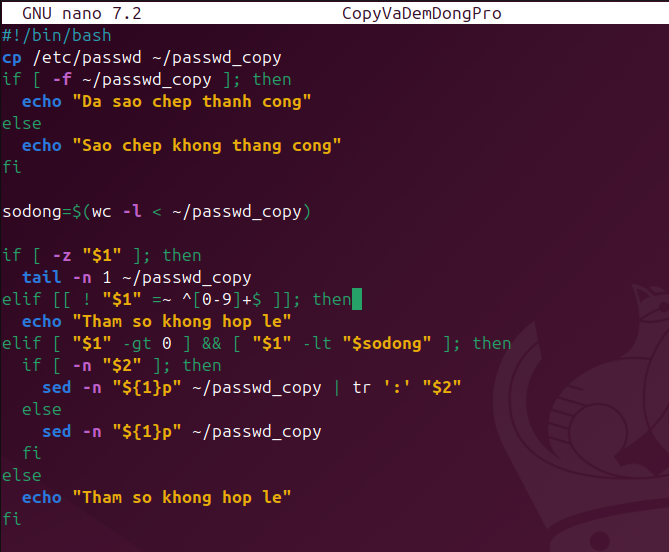 GNU nano 7.2 CopyVaDemDongPro
#!/bin/bash
cp /etc/passwd ~/passwd_copy
if [ -f ~/passwd_copy ]; then
  echo "Da sao chep thanh cong"
else
  echo "Sao chep khong thang cong"
fi

sodong=$(wc -l < ~/passwd_copy)

if [ -z "$1" ]; then
  tail -n 1 ~/passwd_copy
elif [[ ! "$1" =~ ^[0-9]+$ ]]; then
  echo "Tham so khong hop le"
elif [ "$1" -gt 0 ] && [ "$1" -lt "$sodong" ]; then
  if [ -n "$2" ]; then
    sed -n "${1}p" ~/passwd_copy | tr ':' "$2"
  else
    sed -n "${1}p" ~/passwd_copy
  fi
else
  echo "Tham so khong hop le"
fi